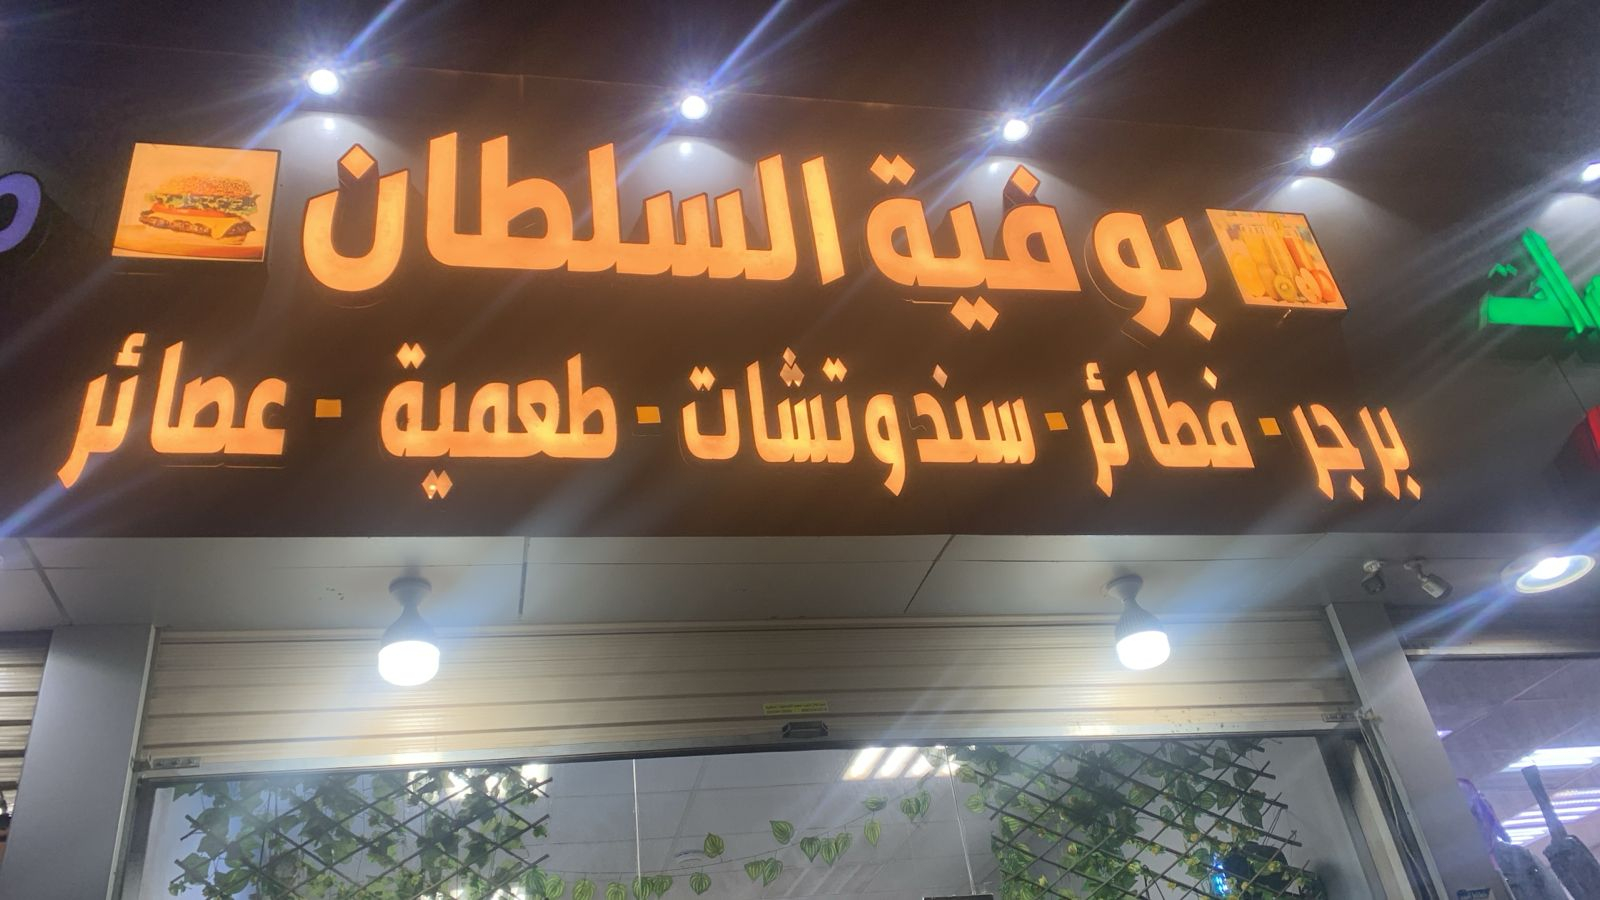 بوفية السلطان
برجر - فطائر - سندوتشات - طعمية - عصائر